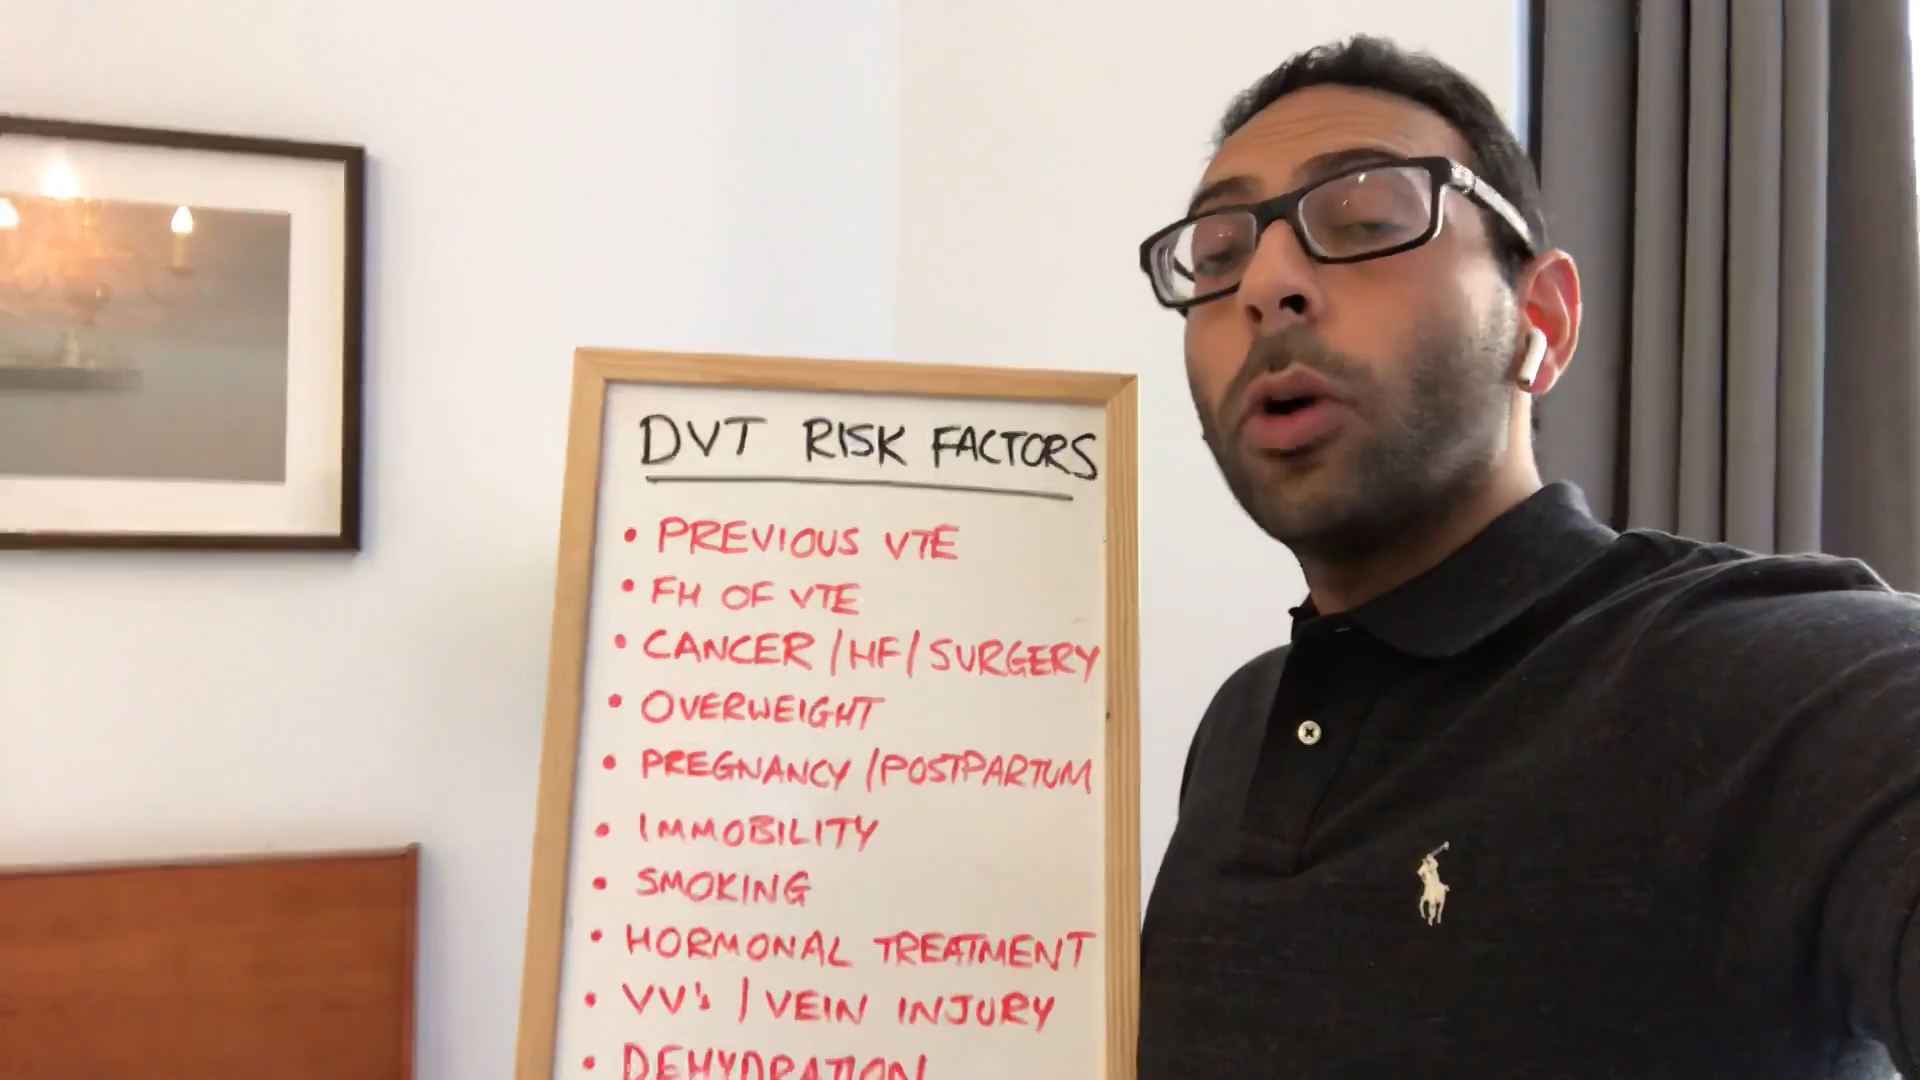 DVT RISK FACTORS
• PREVIOUS VTE
• FH OF VTE
• CANCER / HF / SURGERY
• OVERWEIGHT
• PREGNANCY / POSTPARTUM
• IMMOBILITY
• SMOKING
• HORMONAL TREATMENT
• VV's / VEIN INJURY
• DEHYDRATION